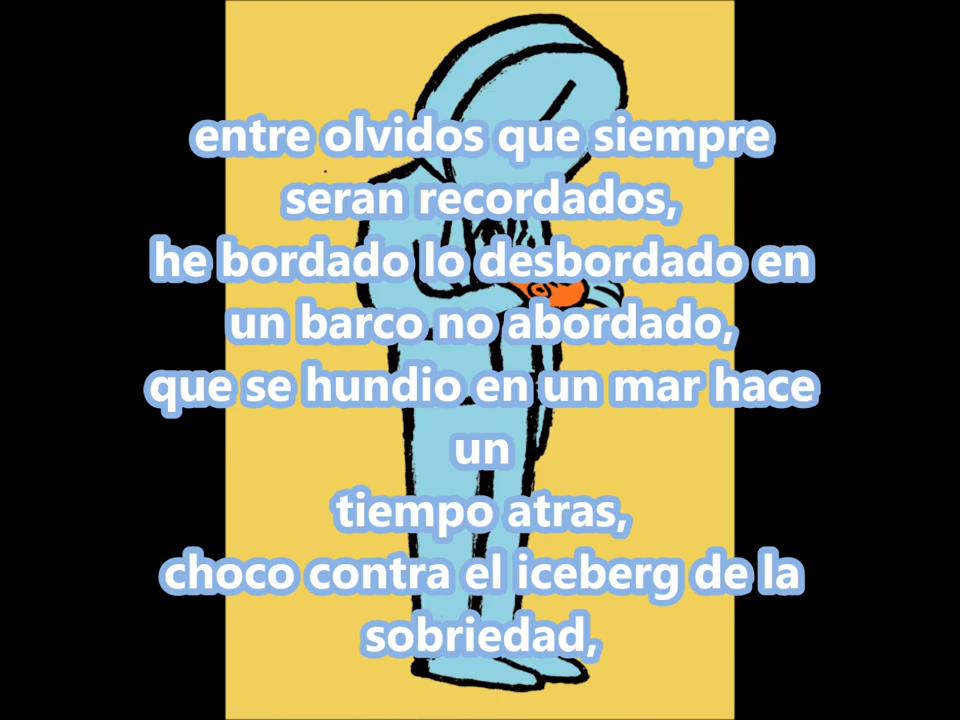 entre olvidos que siempre
seran recordados,
he bordado lo desbordado en
un barco no abordado,
que se hundio en un mar hace
un
tiempo atras,
choco contra el iceberg de la
sobriedad,